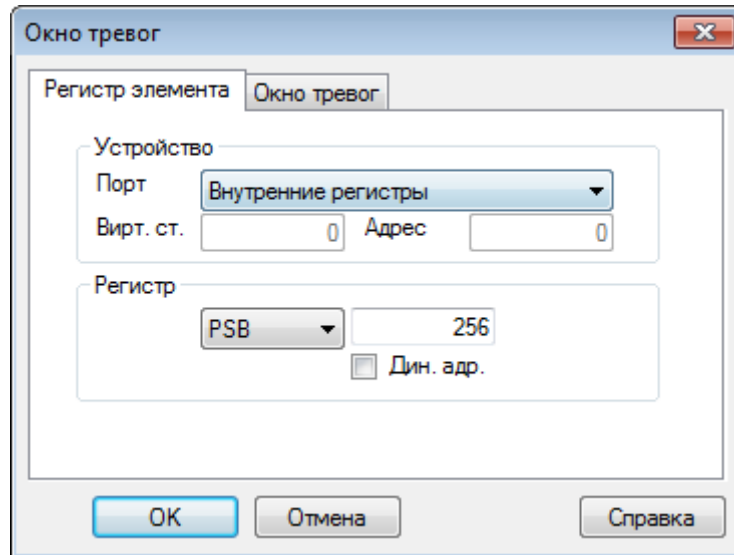 Окно тревог
Регистр элемента Окно тревог
Устройство
Порт Внутренние регистры
Вирт. ст. 0 Адрес 0
Регистр
PSB 256
Дин. адр.
OK Отмена Справка